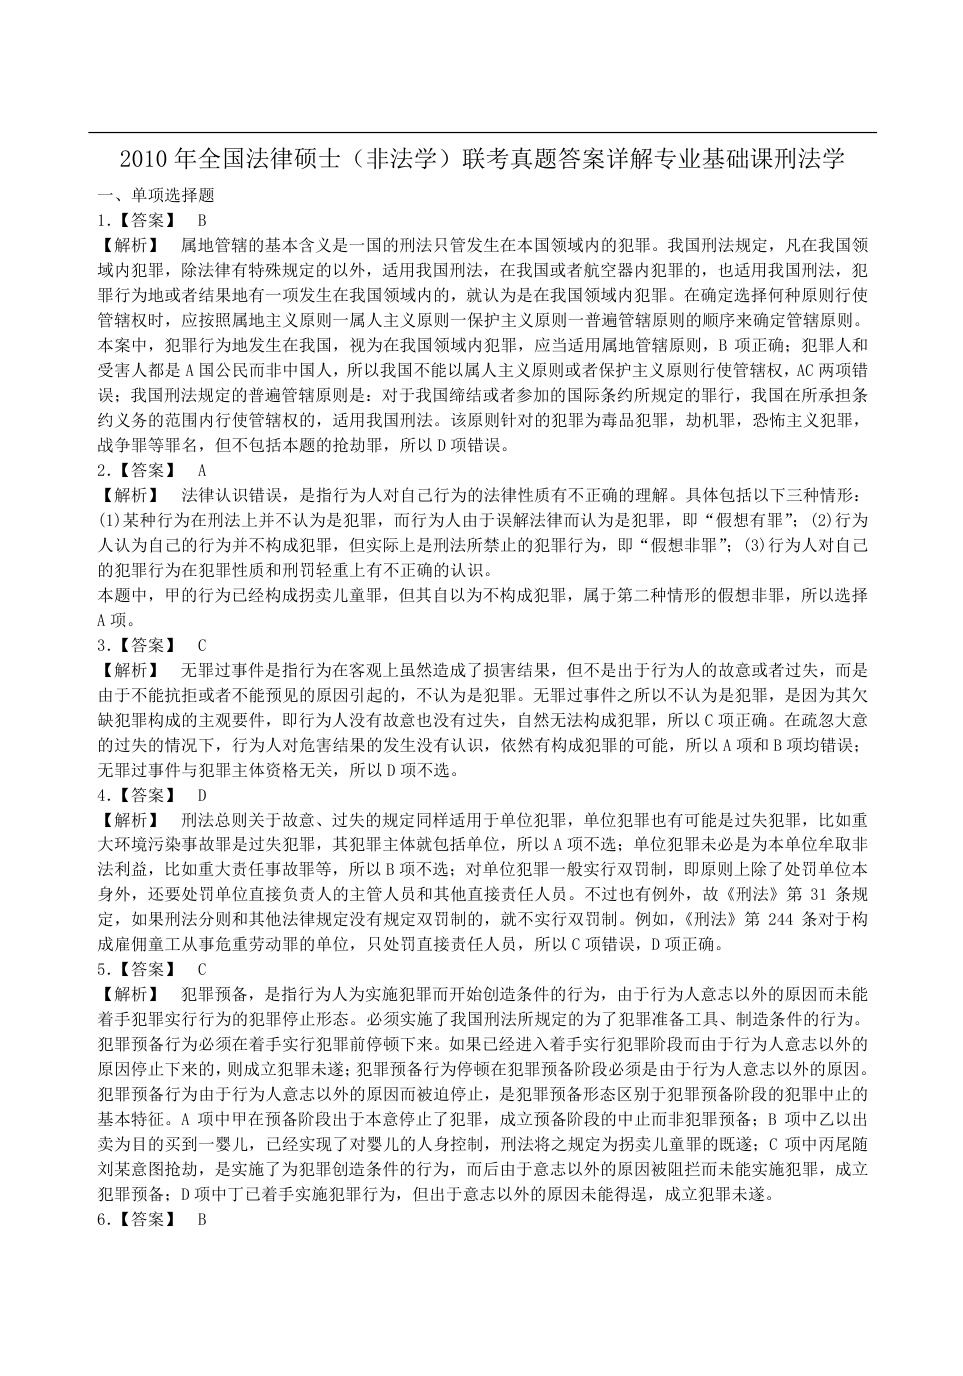 2010 年全国法律硕士（非法学）联考真题答案详解专业基础课刑法学
一、单项选择题
1.【答案】 B
【解析】 属地管辖的基本含义是一国的刑法只管发生在本国领域内的犯罪。我国刑法规定，凡在我国领
域内犯罪，除法律有特殊规定的以外，适用我国刑法，在我国或者航空器内犯罪的，也适用我国刑法，犯
罪行为地或者结果地有一项发生在我国领域内的，就认为是在我国领域内犯罪。在确定选择何种原则行使
管辖权时，应按照属地主义原则一属人主义原则一保护主义原则一普遍管辖原则的顺序来确定管辖原则。
本案中，犯罪行为地发生在我国，视为在我国领域内犯罪，应当适用属地管辖原则，B 项正确；犯罪人和
受害人都是 A 国公民而非中国人，所以我国不能以属人主义原则或者保护主义原则行使管辖权，AC 两项错
误；我国刑法规定的普遍管辖原则是：对于我国缔结或者参加的国际条约所规定的罪行，我国在所承担条
约义务的范围内行使管辖权的，适用我国刑法。该原则针对的犯罪为毒品犯罪，劫机罪，恐怖主义犯罪，
战争罪等罪名，但不包括本题的抢劫罪，所以 D 项错误。
2.【答案】 A
【解析】 法律认识错误，是指行为人对自己行为的法律性质有不正确的理解。具体包括以下三种情形：
(1)某种行为在刑法上并不认为是犯罪，而行为人由于误解法律而认为是犯罪，即“假想有罪”；(2)行为
人认为自己的行为并不构成犯罪，但实际上是刑法所禁止的犯罪行为，即“假想非罪”；(3)行为人对自己
的犯罪行为在犯罪性质和刑罚轻重上有不正确的认识。
本题中，甲的行为已经构成拐卖儿童罪，但其自以为不构成犯罪，属于第二种情形的假想非罪，所以选择
A 项。
3.【答案】 C
【解析】 无罪过事件是指行为在客观上虽然造成了损害结果，但不是出于行为人的故意或者过失，而是
由于不能抗拒或者不能预见的原因引起的，不认为是犯罪。无罪过事件之所以不认为是犯罪，是因为其欠
缺犯罪构成的主观要件，即行为人没有故意也没有过失，自然无法构成犯罪，所以 C 项正确。在疏忽大意
的过失的情况下，行为人对危害结果的发生没有认识，依然有构成犯罪的可能，所以 A 项和 B 项均错误；
无罪过事件与犯罪主体资格无关，所以 D 项不选。
4.【答案】 D
【解析】 刑法总则关于故意、过失的规定同样适用于单位犯罪，单位犯罪也有可能是过失犯罪，比如重
大环境污染事故罪是过失犯罪，其犯罪主体就包括单位，所以 A 项不选；单位犯罪未必是为本单位牟取非
法利益，比如重大责任事故罪等，所以 B 项不选；对单位犯罪一般实行双罚制，即原则上除了处罚单位本
身外，还要处罚单位直接负责人的主管人员和其他直接责任人员。不过也有例外，故《刑法》第 31 条规
定，如果刑法分则和其他法律规定没有规定双罚制的，就不实行双罚制。例如，《刑法》第 244 条对于构
成雇佣童工从事危重劳动罪的单位，只处罚直接责任人员，所以 C 项错误，D 项正确。
5.【答案】 C
【解析】 犯罪预备，是指行为人为实施犯罪而开始创造条件的行为，由于行为人意志以外的原因而未能
着手犯罪实行行为的犯罪停止形态。必须实施了我国刑法所规定的为了犯罪准备工具、制造条件的行为。
犯罪预备行为必须在着手实行犯罪前停顿下来。如果已经进入着手实行犯罪阶段而由于行为人意志以外的
原因停止下来的，则成立犯罪未遂；犯罪预备行为停顿在犯罪预备阶段必须是由于行为人意志以外的原因。
犯罪预备行为由于行为人意志以外的原因而被迫停止，是犯罪预备形态区别于犯罪预备阶段的犯罪中止的
基本特征。A 项中甲在预备阶段出于本意停止了犯罪，成立预备阶段的中止而非犯罪预备；B 项中乙以出
卖为目的买到一婴儿，已经实现了对婴儿的人身控制，刑法将之规定为拐卖儿童罪的既遂；C 项中丙尾随
刘某意图抢劫，是实施了为犯罪创造条件的行为，而后由于意志以外的原因被阻拦而未能实施犯罪，成立
犯罪预备；D 项中丁已着手实施犯罪行为，但出于意志以外的原因未能得逞，成立犯罪未遂。
6.【答案】 B